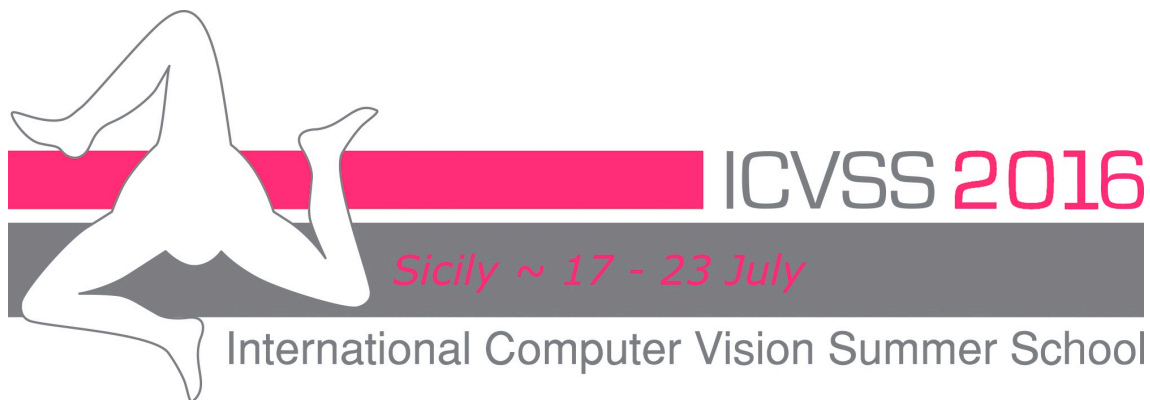 ICVSS 2016
Sicily ~ 17 - 23 July
International Computer Vision Summer School